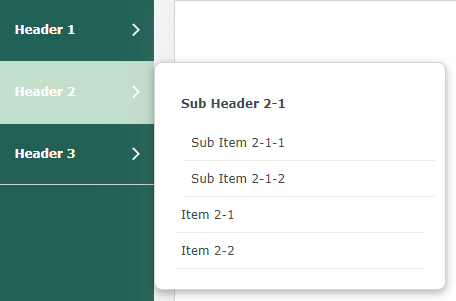 Header 1
Header 2
Header 3
Sub Header 2-1
Sub Item 2-1-1
Sub Item 2-1-2
Item 2-1
Item 2-2